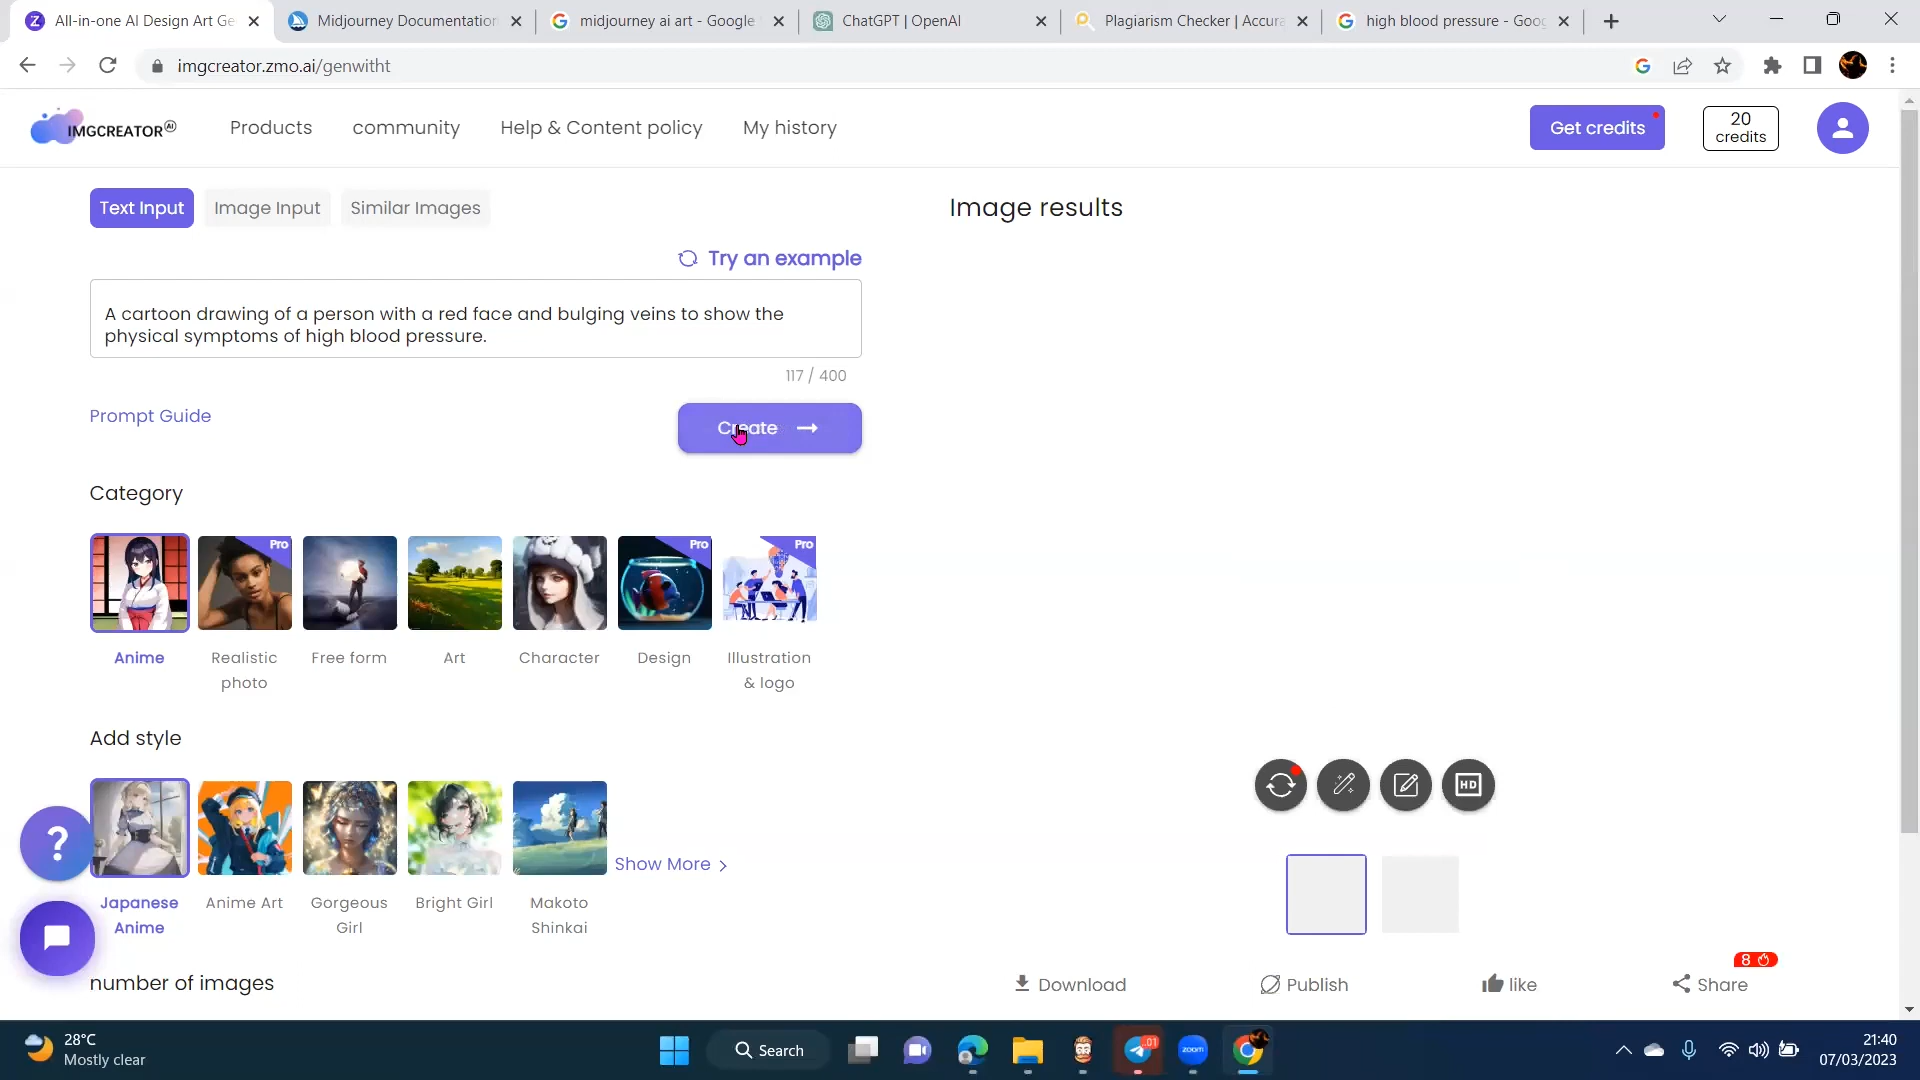 All-in-one AI Design Art Ge
Midjourney Documentation
midjourney ai art - Google
ChatGPT | OpenAI
Plagiarism Checker | Accura
high blood pressure - Goog
imgcreator.zmo.ai/genwitht
IMGCREATOR AI
Products
community
Help & Content policy
My history
Get credits
20
credits
Text Input
Image Input
Similar Images
Image results
Try an example
A cartoon drawing of a person with a red face and bulging veins to show the
physical symptoms of high blood pressure.
117 / 400
Prompt Guide
Create
Category
Pro
Pro
Pro
Anime
Realistic
photo
Free form
Art
Character
Design
Illustration
& logo
Add style
HD
Show More
?
Japanese
Anime
Anime Art
Gorgeous
Girl
Bright Girl
Makoto
Shinkai
number of images
Download
Publish
like
8
Share
28°C
Mostly clear
Search
01
zoom
21:40
07/03/2023